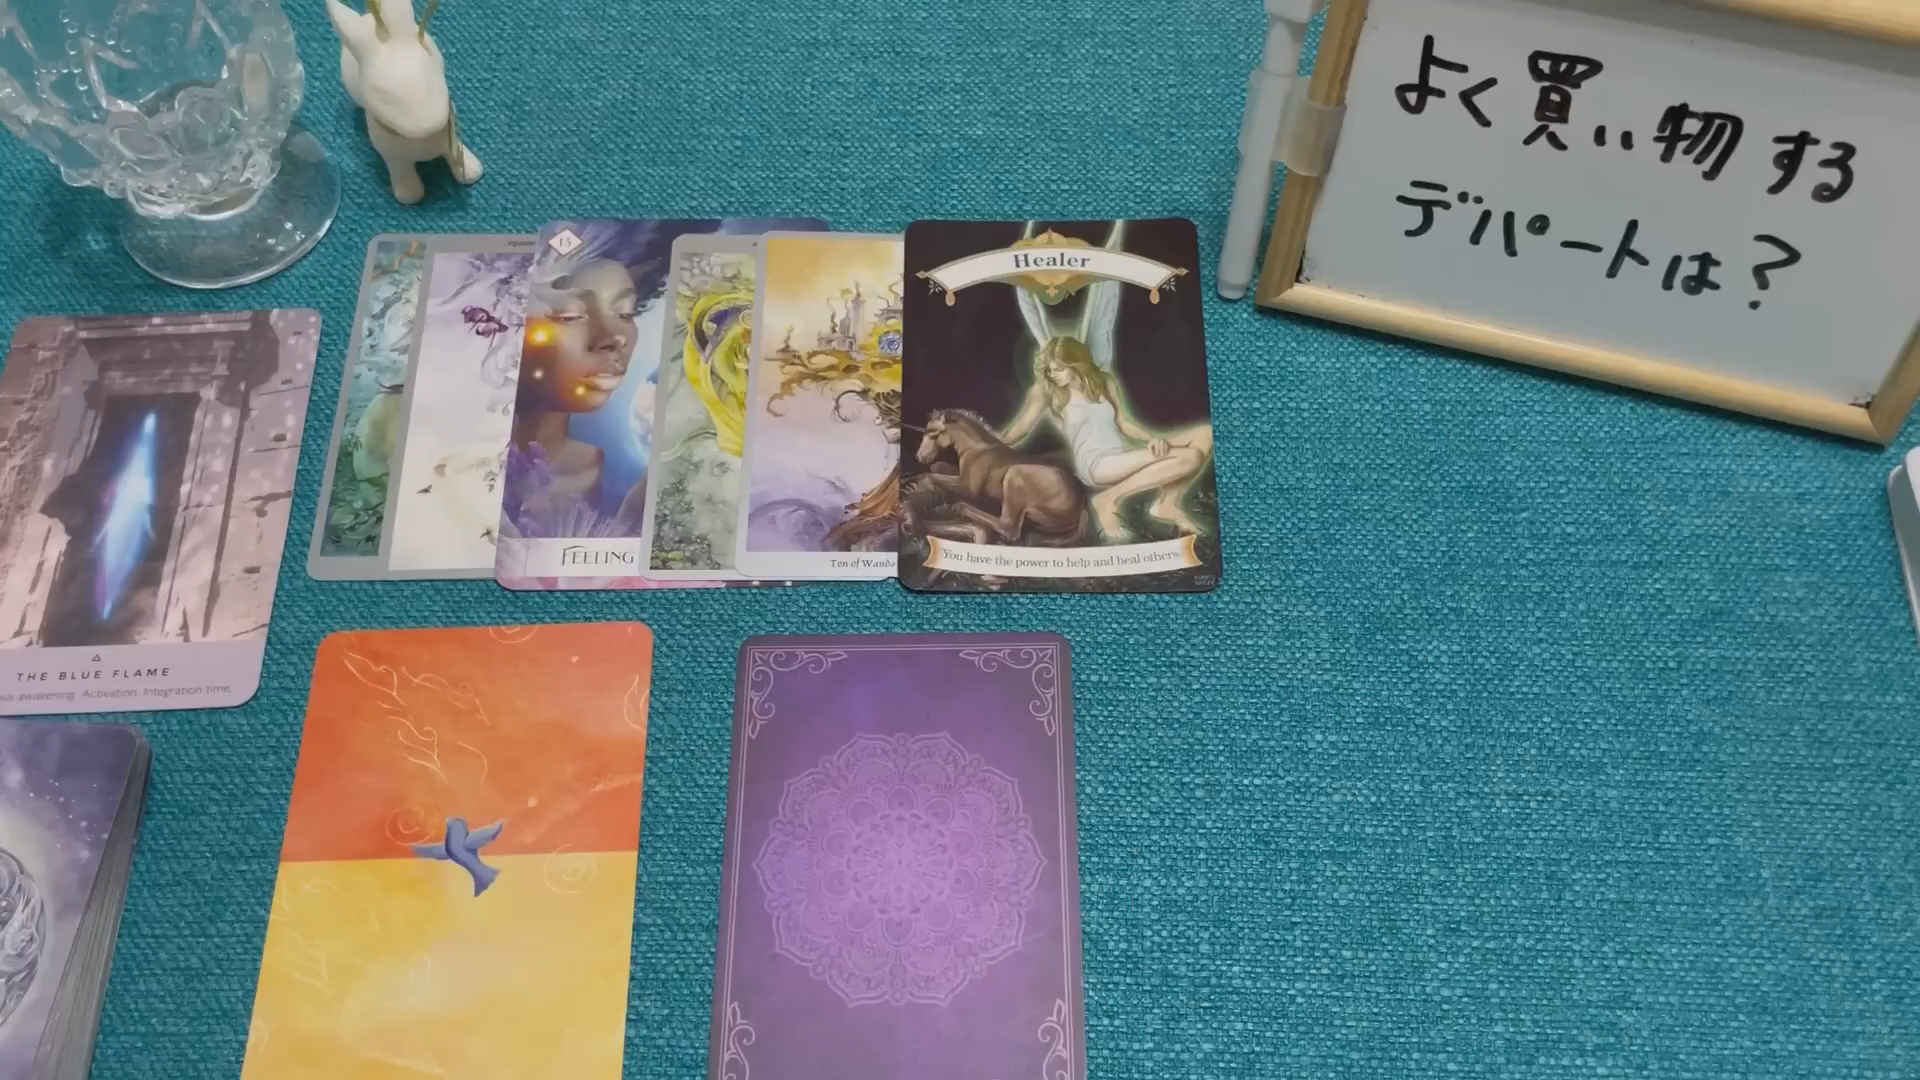 よく買い物する
デパートは?
Healer
You have the power to help and heal others.
15
FEELING
Ten of Wands
THE BLUE FLAME
awakening. Activation. Integration time.